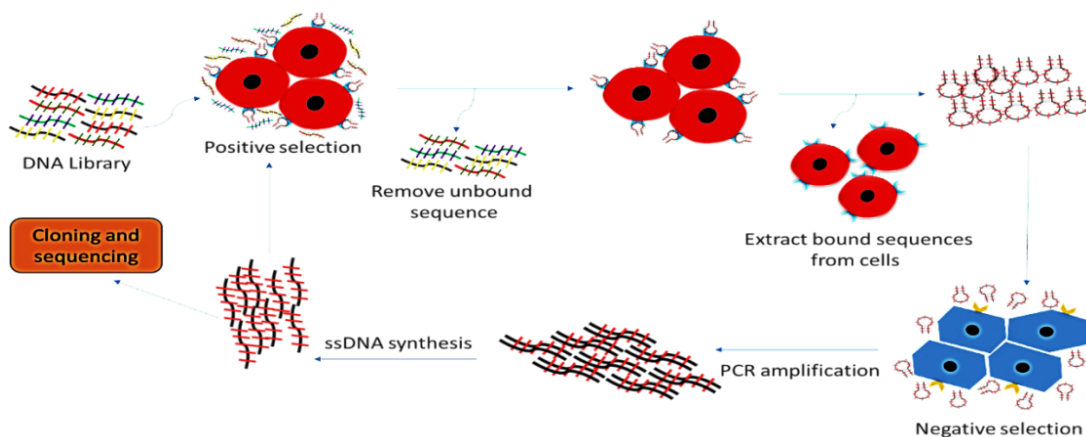 DNA Library
Positive selection
Remove unbound
sequence
Extract bound sequences
from cells
Cloning and
sequencing
ssDNA synthesis
PCR amplification
Negative selection